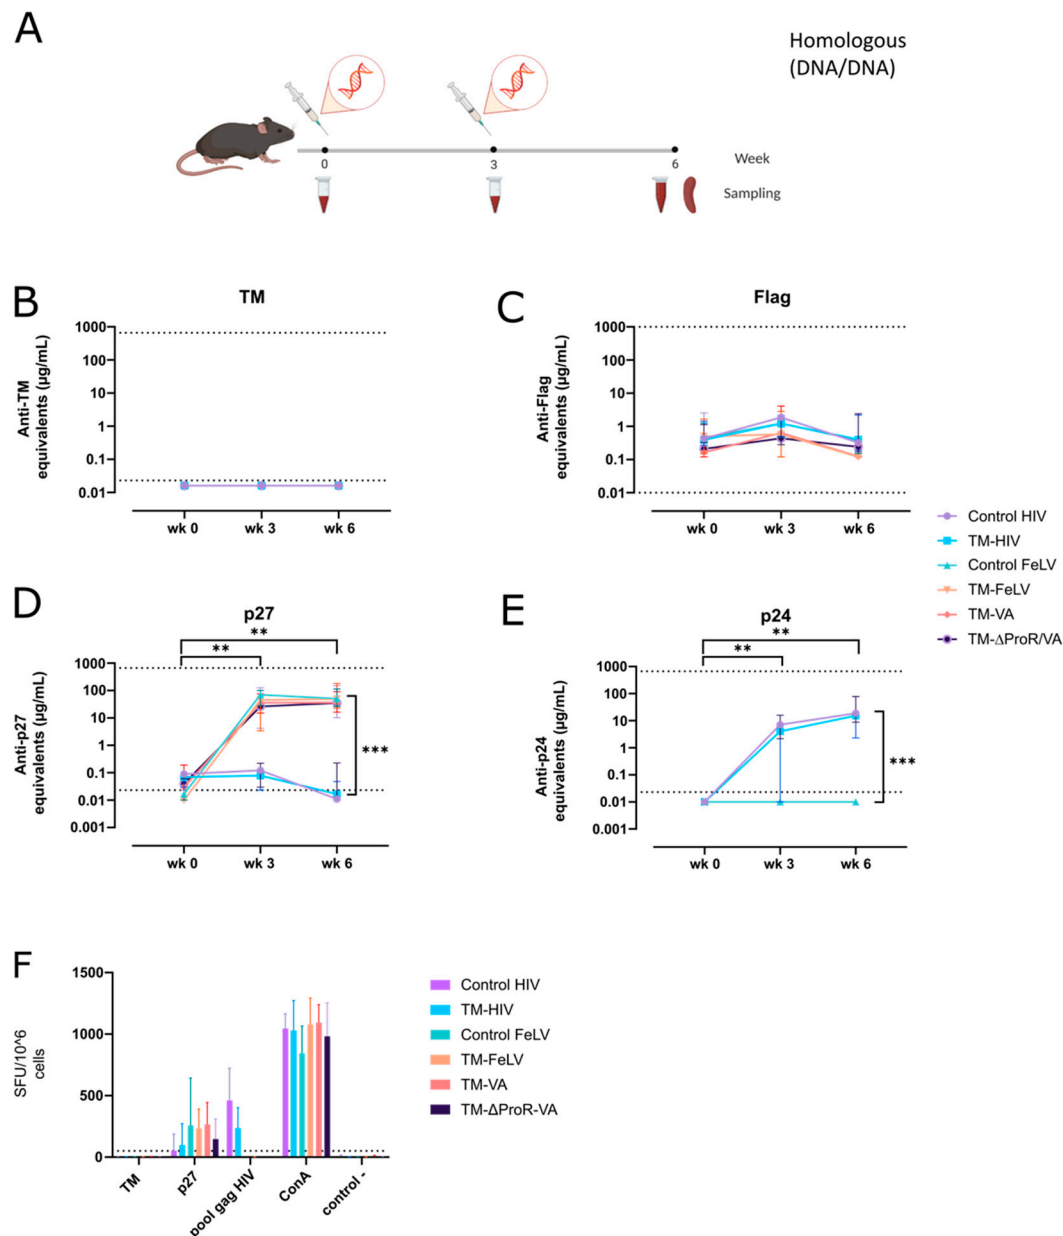 A
Homologous
(DNA/DNA)
0
3
6
Week
Sampling
B
TM
Anti-TM
equivalents (µg/mL)
1000
100
10
1
0.1
0.01
wk 0
wk 3
wk 6
C
Flag
Anti-Flag
equivalents (µg/mL)
1000
100
10
1
0.1
0.01
wk 0
wk 3
wk 6
Control HIV
TM-HIV
Control FeLV
TM-FeLV
TM-VA
TM-ΔProR/VA
D
p27
**
**
***
Anti-p27
equivalents (µg/mL)
1000
100
10
1
0.1
0.01
0.001
wk 0
wk 3
wk 6
E
p24
**
**
***
Anti-p24
equivalents (µg/mL)
1000
100
10
1
0.1
0.01
0.001
wk 0
wk 3
wk 6
F
SFU/10^6
cells
1500
1000
500
0
TM
p27
pool gag HIV
ConA
control -
Control HIV
TM-HIV
Control FeLV
TM-FeLV
TM-VA
TM-ΔProR-VA